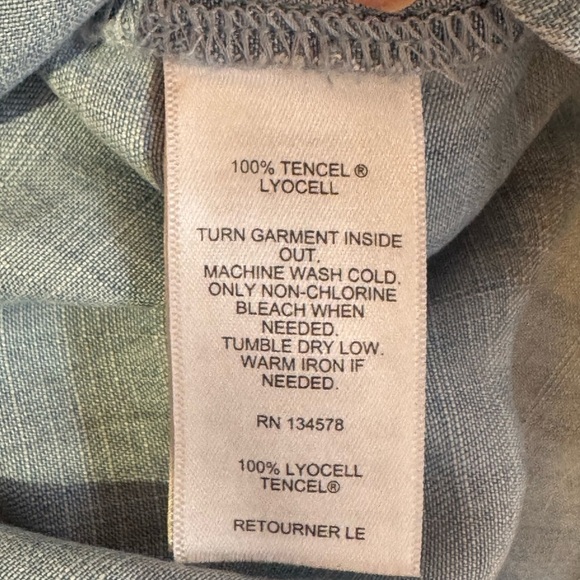 100% TENCEL ®
LYOCELL
TURN GARMENT INSIDE
OUT.
MACHINE WASH COLD.
ONLY NON-CHLORINE
BLEACH WHEN
NEEDED.
TUMBLE DRY LOW.
WARM IRON IF
NEEDED.
RN 134578
100% LYOCELL
TENCEL®
RETOURNER LE